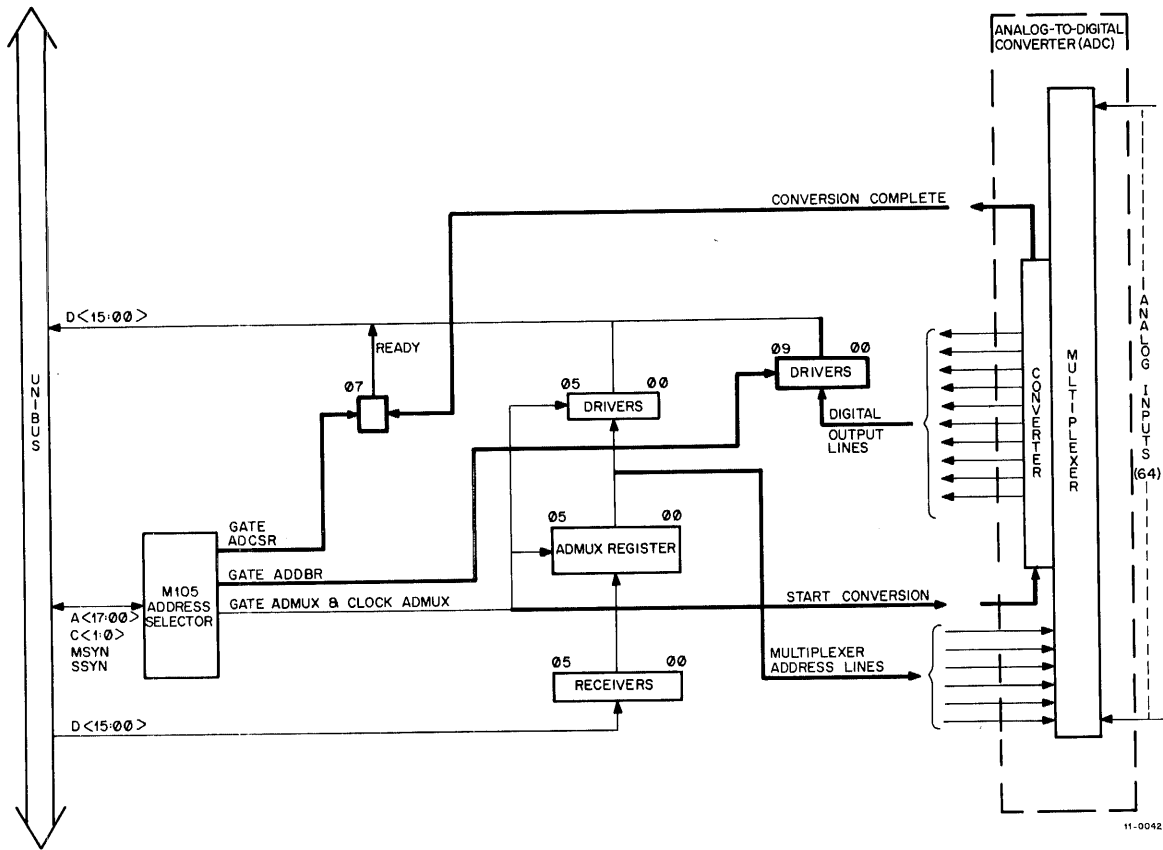 ANALOG-TO-DIGITAL
CONVERTER (ADC)
CONVERSION COMPLETE
D<15:00>
READY
09 00
DRIVERS
07
05 00
DRIVERS
DIGITAL
OUTPUT
LINES
UNIBUS
CONVERTER
MULTIPLEXER
ANALOG INPUTS
(64)
GATE
ADCSR
05 00
ADMUX REGISTER
GATE ADDBR
M105
ADDRESS
SELECTOR
GATE ADMUX & CLOCK ADMUX
START CONVERSION
A<17:00>
C<1:0>
MSYN
SSYN
MULTIPLEXER
ADDRESS LINES
05 00
RECEIVERS
D<15:00>
11-0042